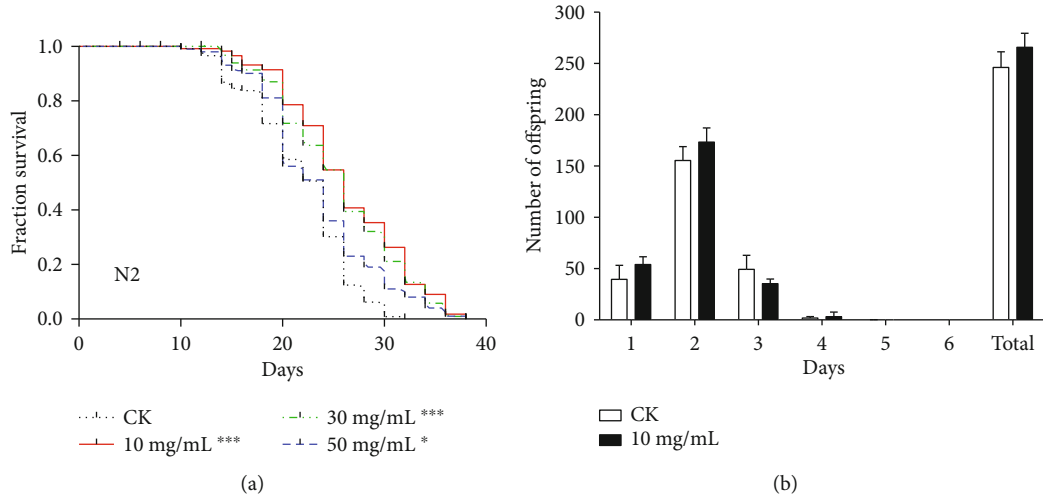 Fraction survival
1.0
0.8
0.6
0.4
0.2
0.0
N2
0 10 20 30 40
Days
CK
10 mg/mL ***
30 mg/mL ***
50 mg/mL *
(a)
Number of offspring
300
250
200
150
100
50
0
1 2 3 4 5 6 Total
Days
CK
10 mg/mL
(b)